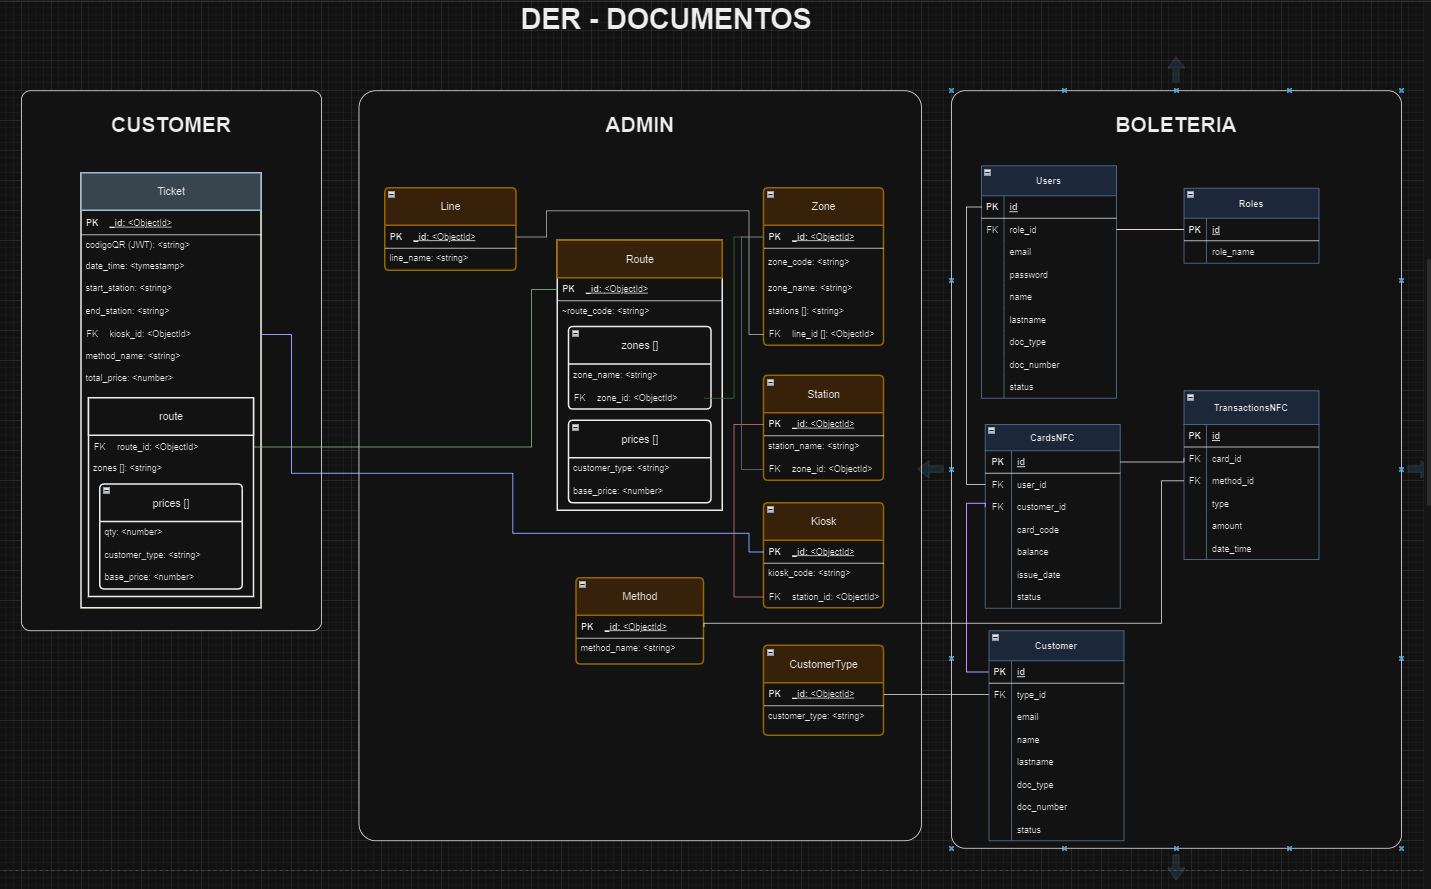 DER - DOCUMENTOS
CUSTOMER
Ticket
PK _id: <ObjectId>
codigoQR (JWT): <string>
date_time: <tymestamp>
start_station: <string>
end_station: <string>
FK kiosk_id: <ObjectId>
method_name: <string>
total_price: <number>
route
FK route_id: <ObjectId>
zones []: <string>
prices []
qty: <number>
customer_type: <string>
base_price: <number>
ADMIN
Line
PK _id: <ObjectId>
line_name: <string>
Route
PK _id: <ObjectId>
~route_code: <string>
zones []
zone_name: <string>
FK zone_id: <ObjectId>
prices []
customer_type: <string>
base_price: <number>
Method
PK _id: <ObjectId>
method_name: <string>
Zone
PK _id: <ObjectId>
zone_code: <string>
zone_name: <string>
stations []: <string>
FK line_id []: <ObjectId>
Station
PK _id: <ObjectId>
station_name: <string>
FK zone_id: <ObjectId>
Kiosk
PK _id: <ObjectId>
kiosk_code: <string>
FK station_id: <ObjectId>
CustomerType
PK _id: <ObjectId>
customer_type: <string>
BOLETERIA
Users
PK id
FK role_id
email
password
name
lastname
doc_type
doc_number
status
Roles
PK id
role_name
CardsNFC
PK id
FK user_id
FK customer_id
card_code
balance
issue_date
status
TransactionsNFC
PK id
FK card_id
FK method_id
type
amount
date_time
Customer
PK id
FK type_id
email
name
lastname
doc_type
doc_number
status